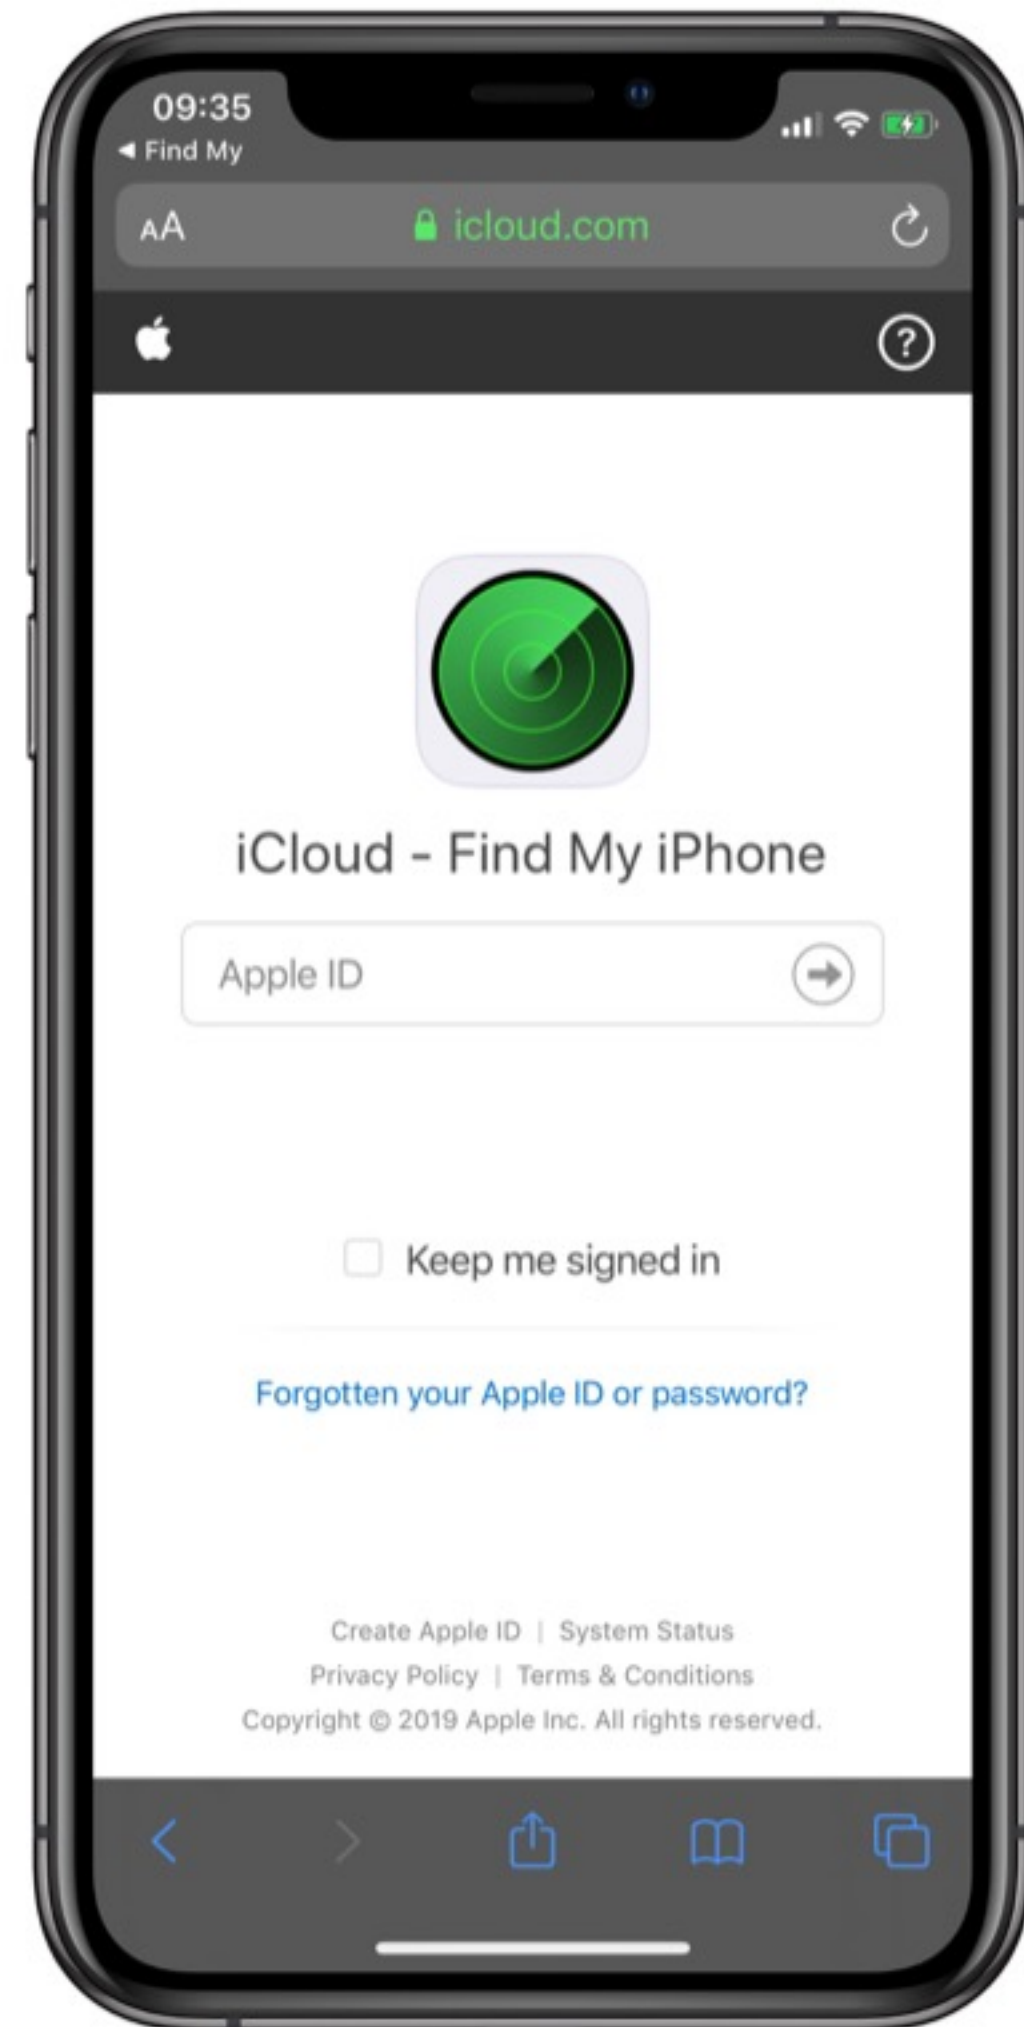 09:35
◀ Find My
AA
icloud.com
?
iCloud - Find My iPhone
Apple ID
Keep me signed in
Forgotten your Apple ID or password?
Create Apple ID | System Status
Privacy Policy | Terms & Conditions
Copyright © 2019 Apple Inc. All rights reserved.